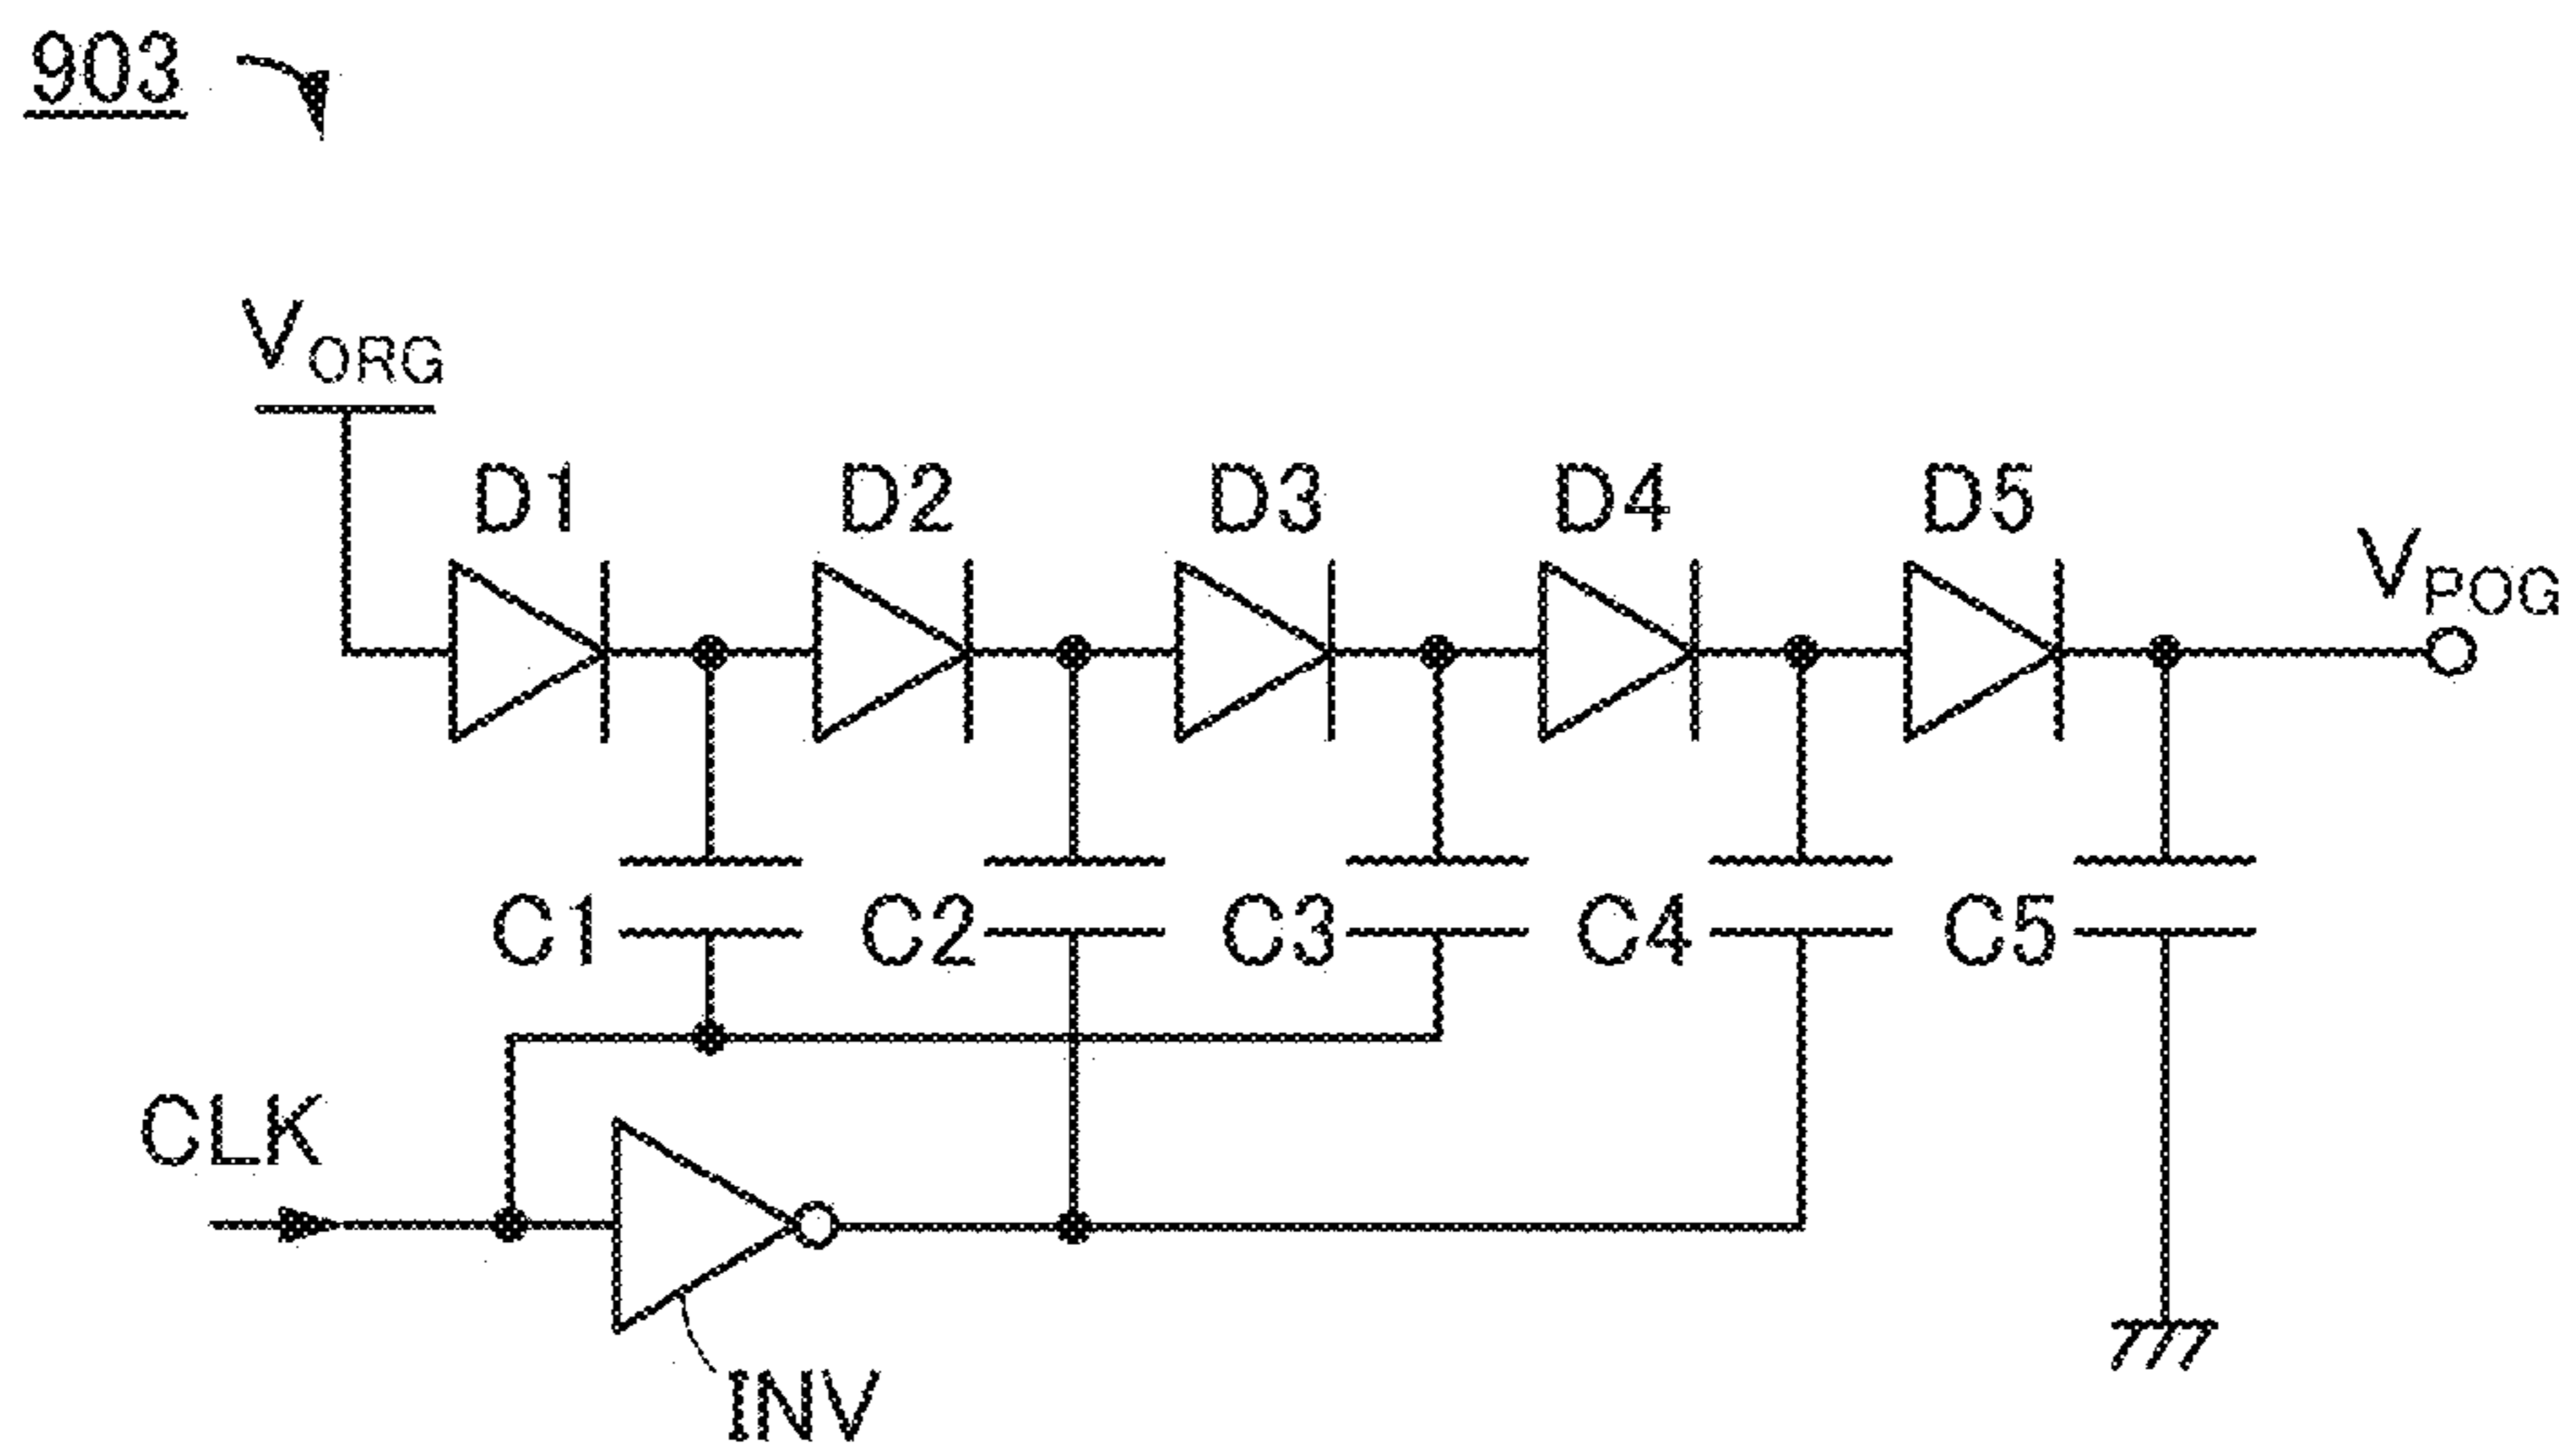 903
VORG
D1 D2 D3 D4 D5
VPOG
C1 C2 C3 C4 C5
CLK
INV